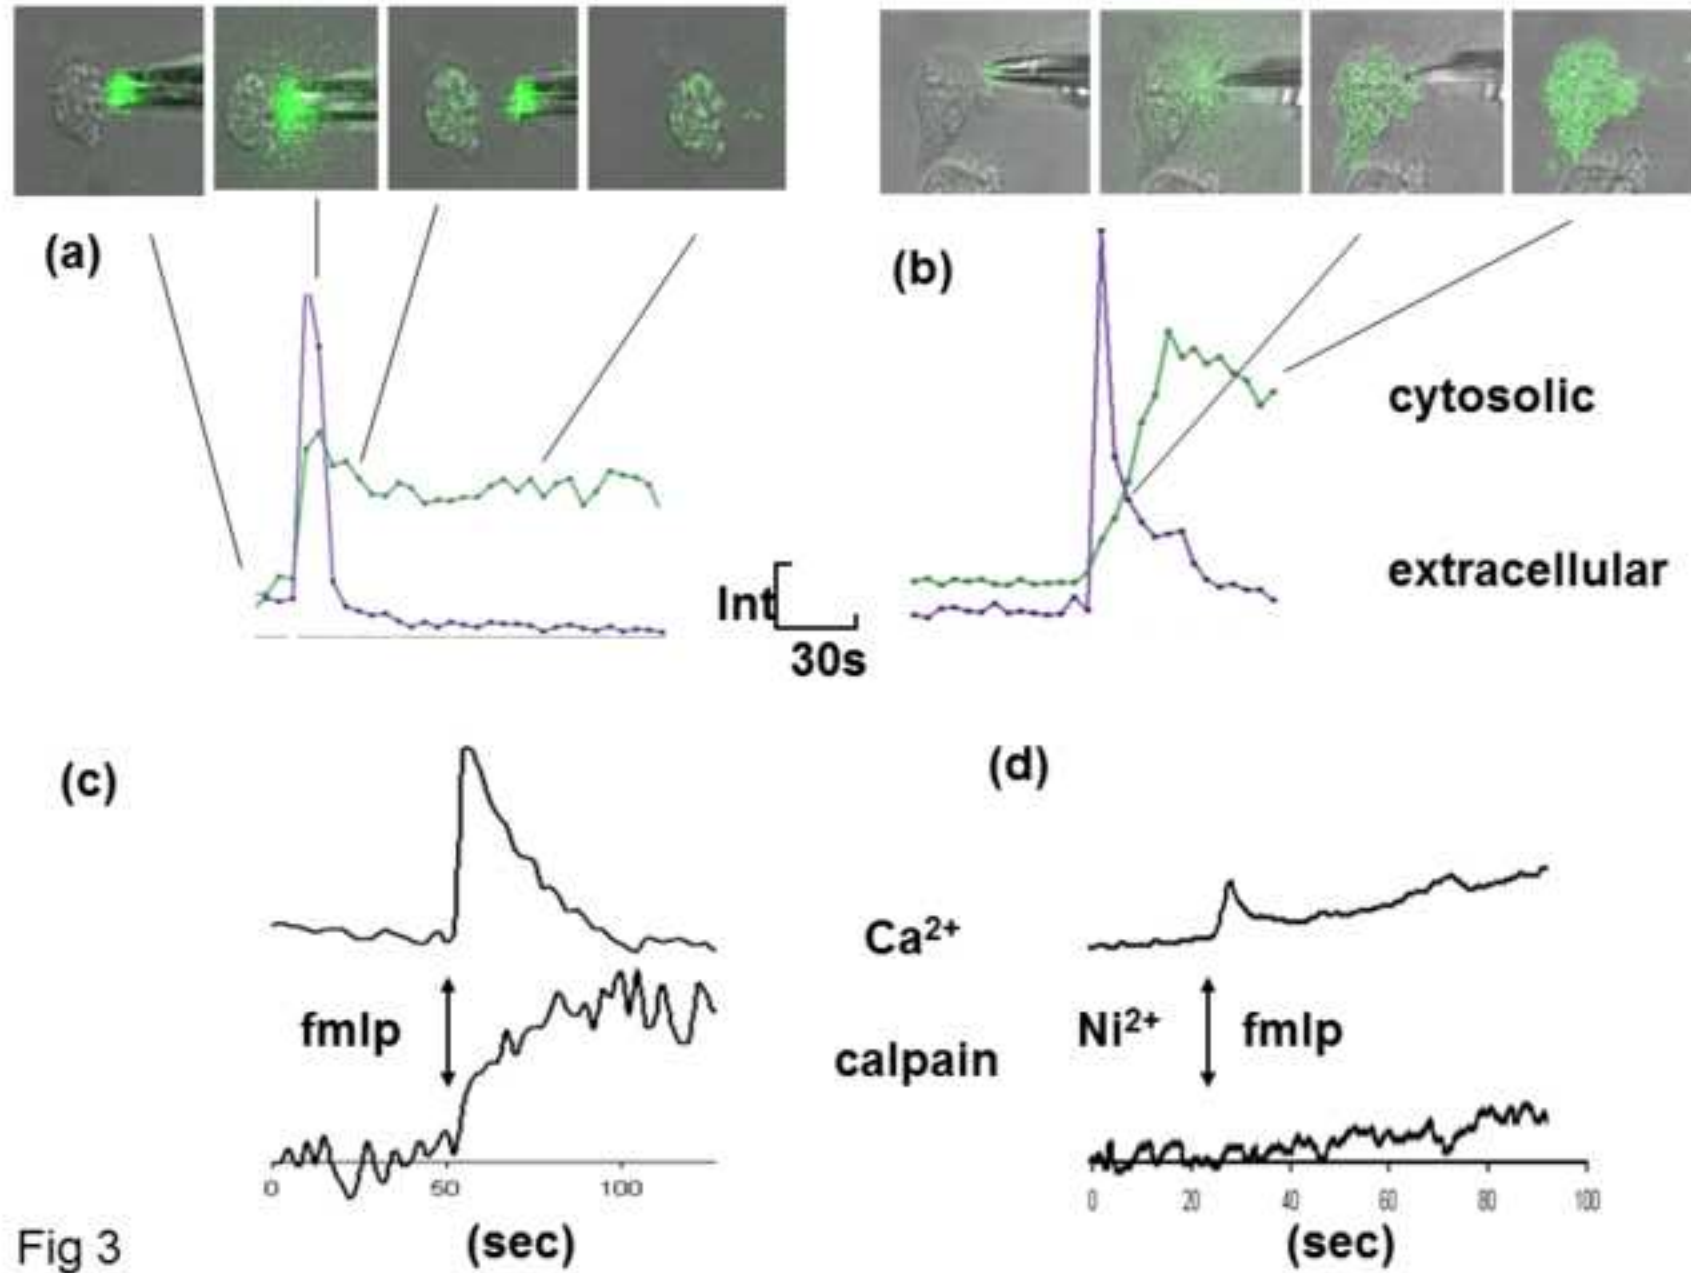 (a)
(b)
cytosolic
extracellular
Int
30s
(c)
(d)
Ca²⁺
fmlp
calpain
Ni²⁺ fmlp
0 50 100
0 20 40 60 80 100
(sec)
(sec)
Fig 3